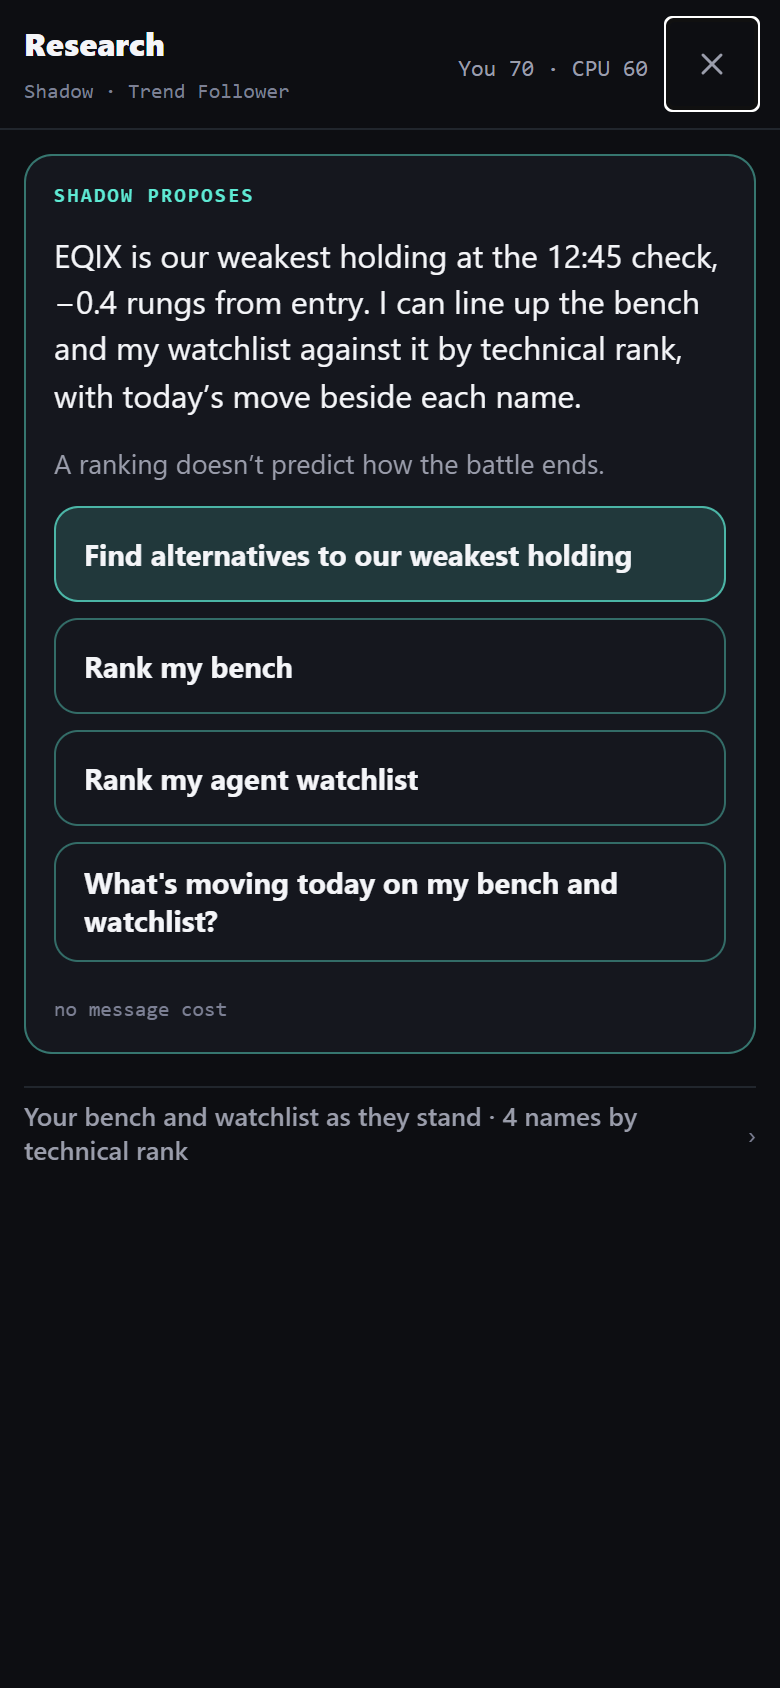 Research
Shadow · Trend Follower
You 70 · CPU 60
SHADOW PROPOSES
EQIX is our weakest holding at the 12:45 check,
−0.4 rungs from entry. I can line up the bench
and my watchlist against it by technical rank,
with today’s move beside each name.
A ranking doesn’t predict how the battle ends.
Find alternatives to our weakest holding
Rank my bench
Rank my agent watchlist
What's moving today on my bench and
watchlist?
no message cost
Your bench and watchlist as they stand · 4 names by
technical rank